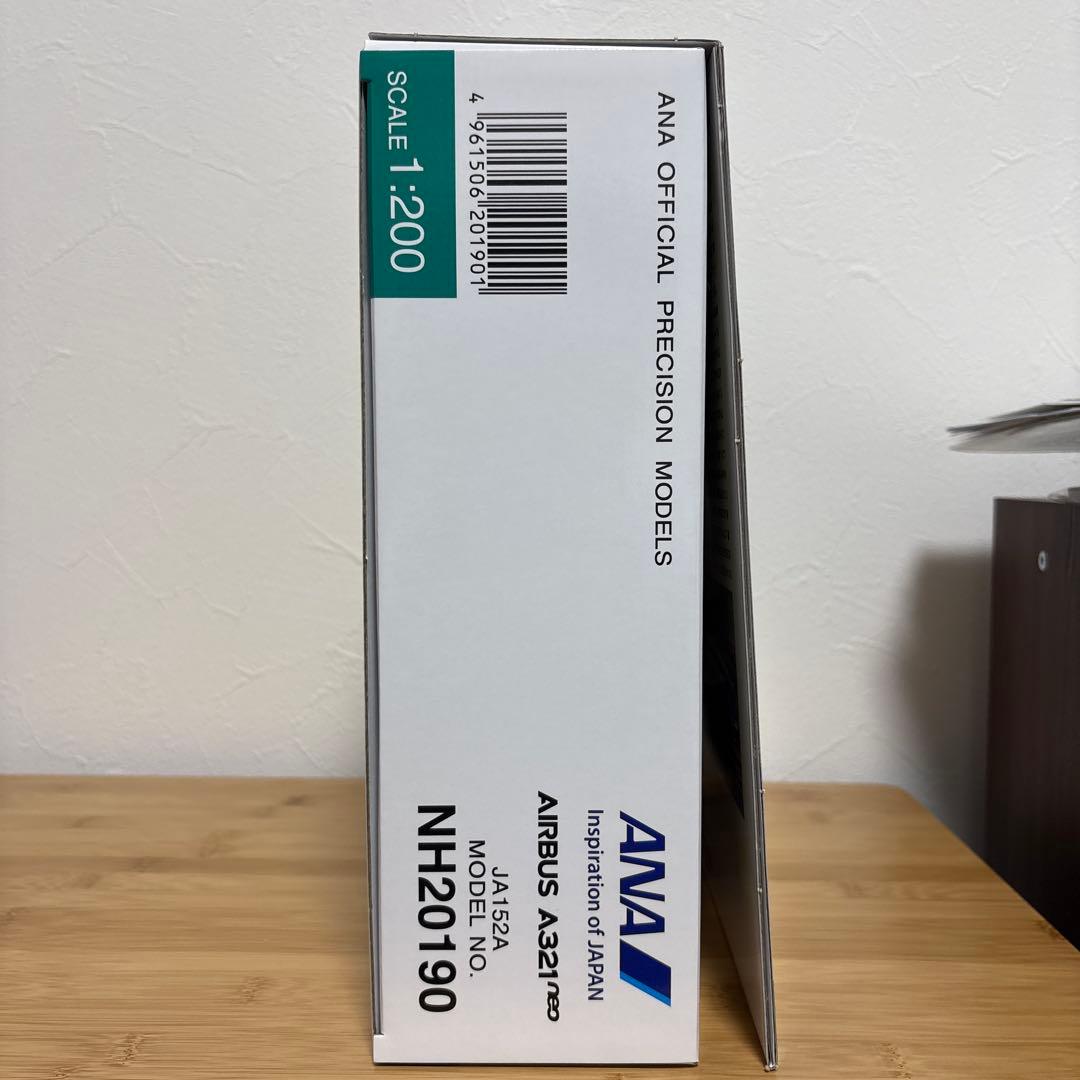 ANA OFFICIAL PRECISION MODELS
ANA
Inspiration of JAPAN
AIRBUS A321neo
JA152A
MODEL NO.
NH20190
4 961506 201901
SCALE 1:200